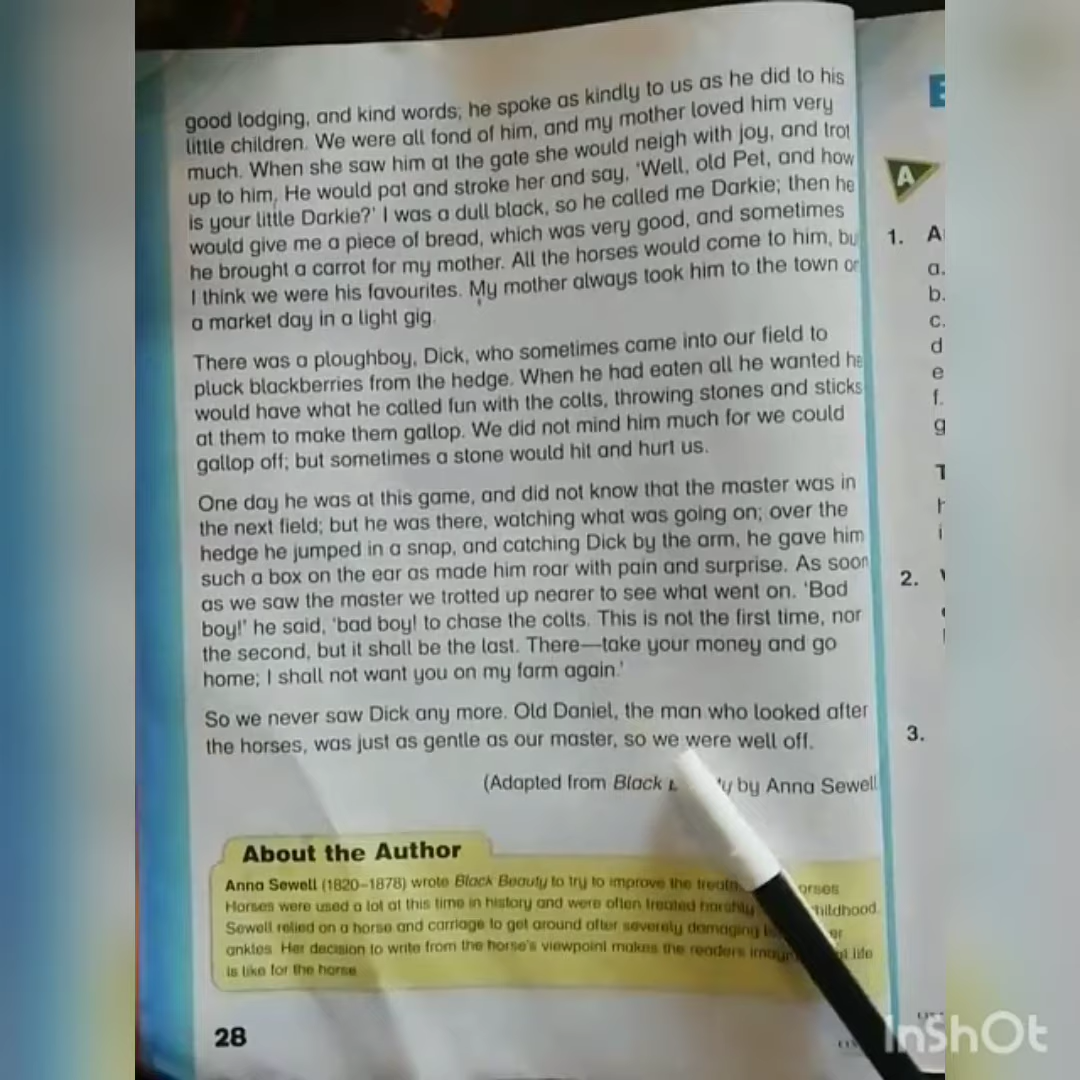 good lodging, and kind words; he spoke as kindly to us as he did to his
little children. We were all fond of him, and my mother loved him very
much. When she saw him at the gate she would neigh with joy, and trot
up to him. He would pat and stroke her and say, 'Well, old Pet, and how
is your little Darkie?' I was a dull black, so he called me Darkie; then he
would give me a piece of bread, which was very good, and sometimes
he brought a carrot for my mother. All the horses would come to him, bu
I think we were his favourites. My mother always took him to the town on
a market day in a light gig.
There was a ploughboy, Dick, who sometimes came into our field to
pluck blackberries from the hedge. When he had eaten all he wanted he
would have what he called fun with the colts, throwing stones and sticks
at them to make them gallop. We did not mind him much for we could
gallop off; but sometimes a stone would hit and hurt us.
One day he was at this game, and did not know that the master was in
the next field; but he was there, watching what was going on; over the
hedge he jumped in a snap, and catching Dick by the arm, he gave him
such a box on the ear as made him roar with pain and surprise. As soon
as we saw the master we trotted up nearer to see what went on. 'Bad
boy!' he said, 'bad boy! to chase the colts. This is not the first time, nor
the second, but it shall be the last. There—take your money and go
home; I shall not want you on my farm again.'
So we never saw Dick any more. Old Daniel, the man who looked after
the horses, was just as gentle as our master, so we were well off.
(Adapted from Black by Anna Sewell
About the Author
Anna Sewell (1820–1878) wrote Black Beauty to try to improve the
Horses were used a lot at this time in history and were often treated harshly
Sewell relied on a horse and carriage to get around after severely damaging
ankles. Her decision to write from the horse's viewpoint makes the readers life
is like for the horse.
28
A
1. A
a.
b.
c.
d
e
f.
g
2.
3.
InShOt